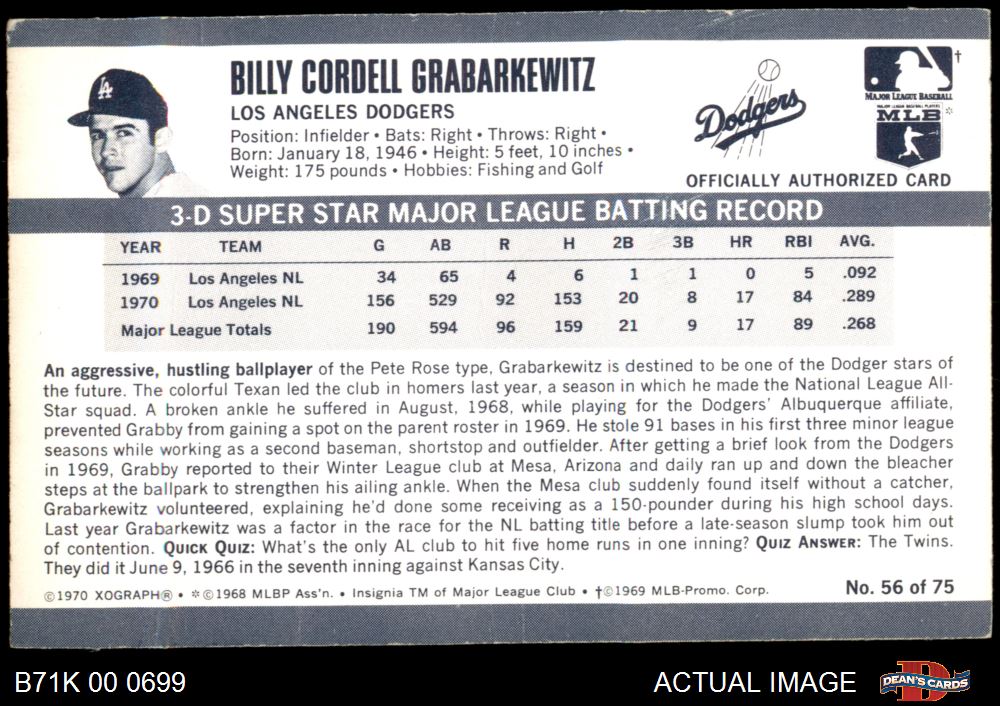 BILLY CORDELL GRABARKEWITZ
LOS ANGELES DODGERS
Position: Infielder • Bats: Right • Throws: Right •
Born: January 18, 1946 • Height: 5 feet, 10 inches •
Weight: 175 pounds • Hobbies: Fishing and Golf
LA
Dodgers
MAJOR LEAGUE BASEBALL †
MAJOR LEAGUE BASEBALL PLAYERS
MLB *
OFFICIALLY AUTHORIZED CARD
3-D SUPER STAR MAJOR LEAGUE BATTING RECORD
YEAR TEAM G AB R H 2B 3B HR RBI AVG.
1969 Los Angeles NL 34 65 4 6 1 1 0 5 .092
1970 Los Angeles NL 156 529 92 153 20 8 17 84 .289
Major League Totals 190 594 96 159 21 9 17 89 .268
An aggressive, hustling ballplayer of the Pete Rose type, Grabarkewitz is destined to be one of the Dodger stars of
the future. The colorful Texan led the club in homers last year, a season in which he made the National League All-
Star squad. A broken ankle he suffered in August, 1968, while playing for the Dodgers' Albuquerque affiliate,
prevented Grabby from gaining a spot on the parent roster in 1969. He stole 91 bases in his first three minor league
seasons while working as a second baseman, shortstop and outfielder. After getting a brief look from the Dodgers
in 1969, Grabby reported to their Winter League club at Mesa, Arizona and daily ran up and down the bleacher
steps at the ballpark to strengthen his ailing ankle. When the Mesa club suddenly found itself without a catcher,
Grabarkewitz volunteered, explaining he'd done some receiving as a 150-pounder during his high school days.
Last year Grabarkewitz was a factor in the race for the NL batting title before a late-season slump took him out
of contention. QUICK QUIZ: What's the only AL club to hit five home runs in one inning? QUIZ ANSWER: The Twins.
They did it June 9, 1966 in the seventh inning against Kansas City.
©1970 XOGRAPH® • *©1968 MLBP Ass'n. • Insignia TM of Major League Club • †©1969 MLB-Promo. Corp.
No. 56 of 75
B71K 00 0699
ACTUAL IMAGE
D
DEAN'S CARDS